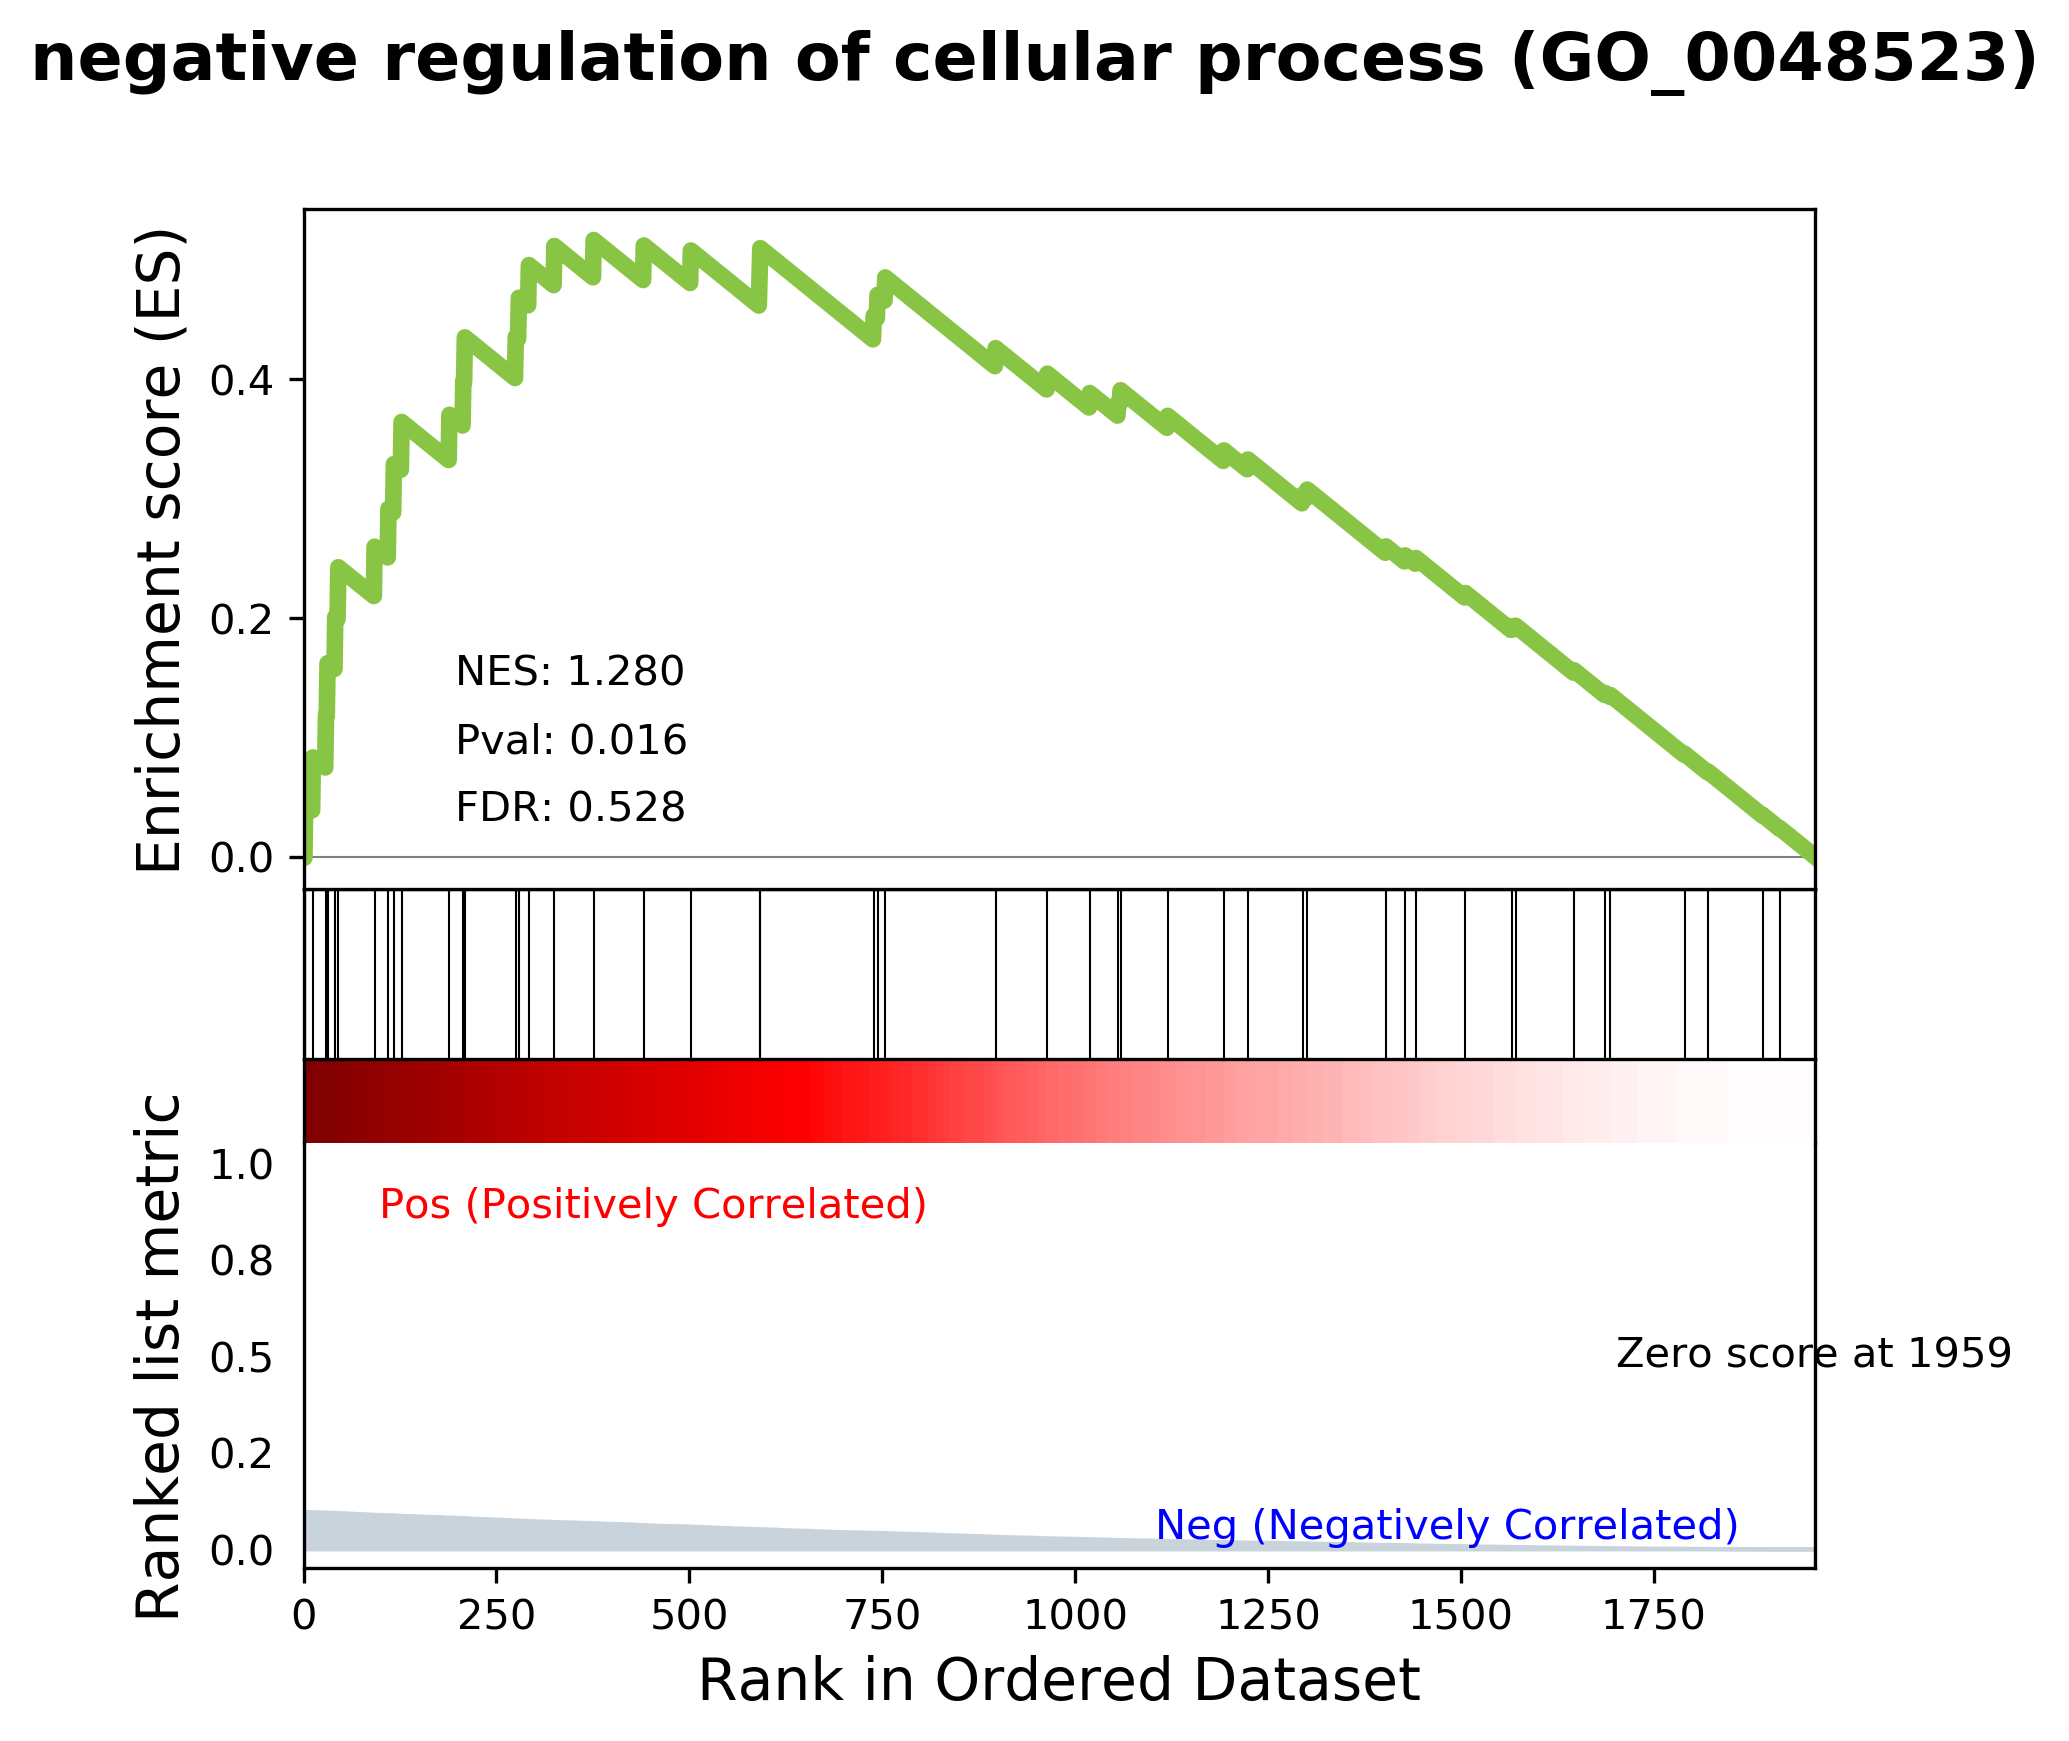 negative regulation of cellular process (GO_0048523)
Enrichment score (ES)
0.4
0.2
0.0
NES: 1.280
Pval: 0.016
FDR: 0.528
Ranked list metric
1.0
0.8
0.5
0.2
0.0
Pos (Positively Correlated)
Zero score at 1959
Neg (Negatively Correlated)
0 250 500 750 1000 1250 1500 1750
Rank in Ordered Dataset